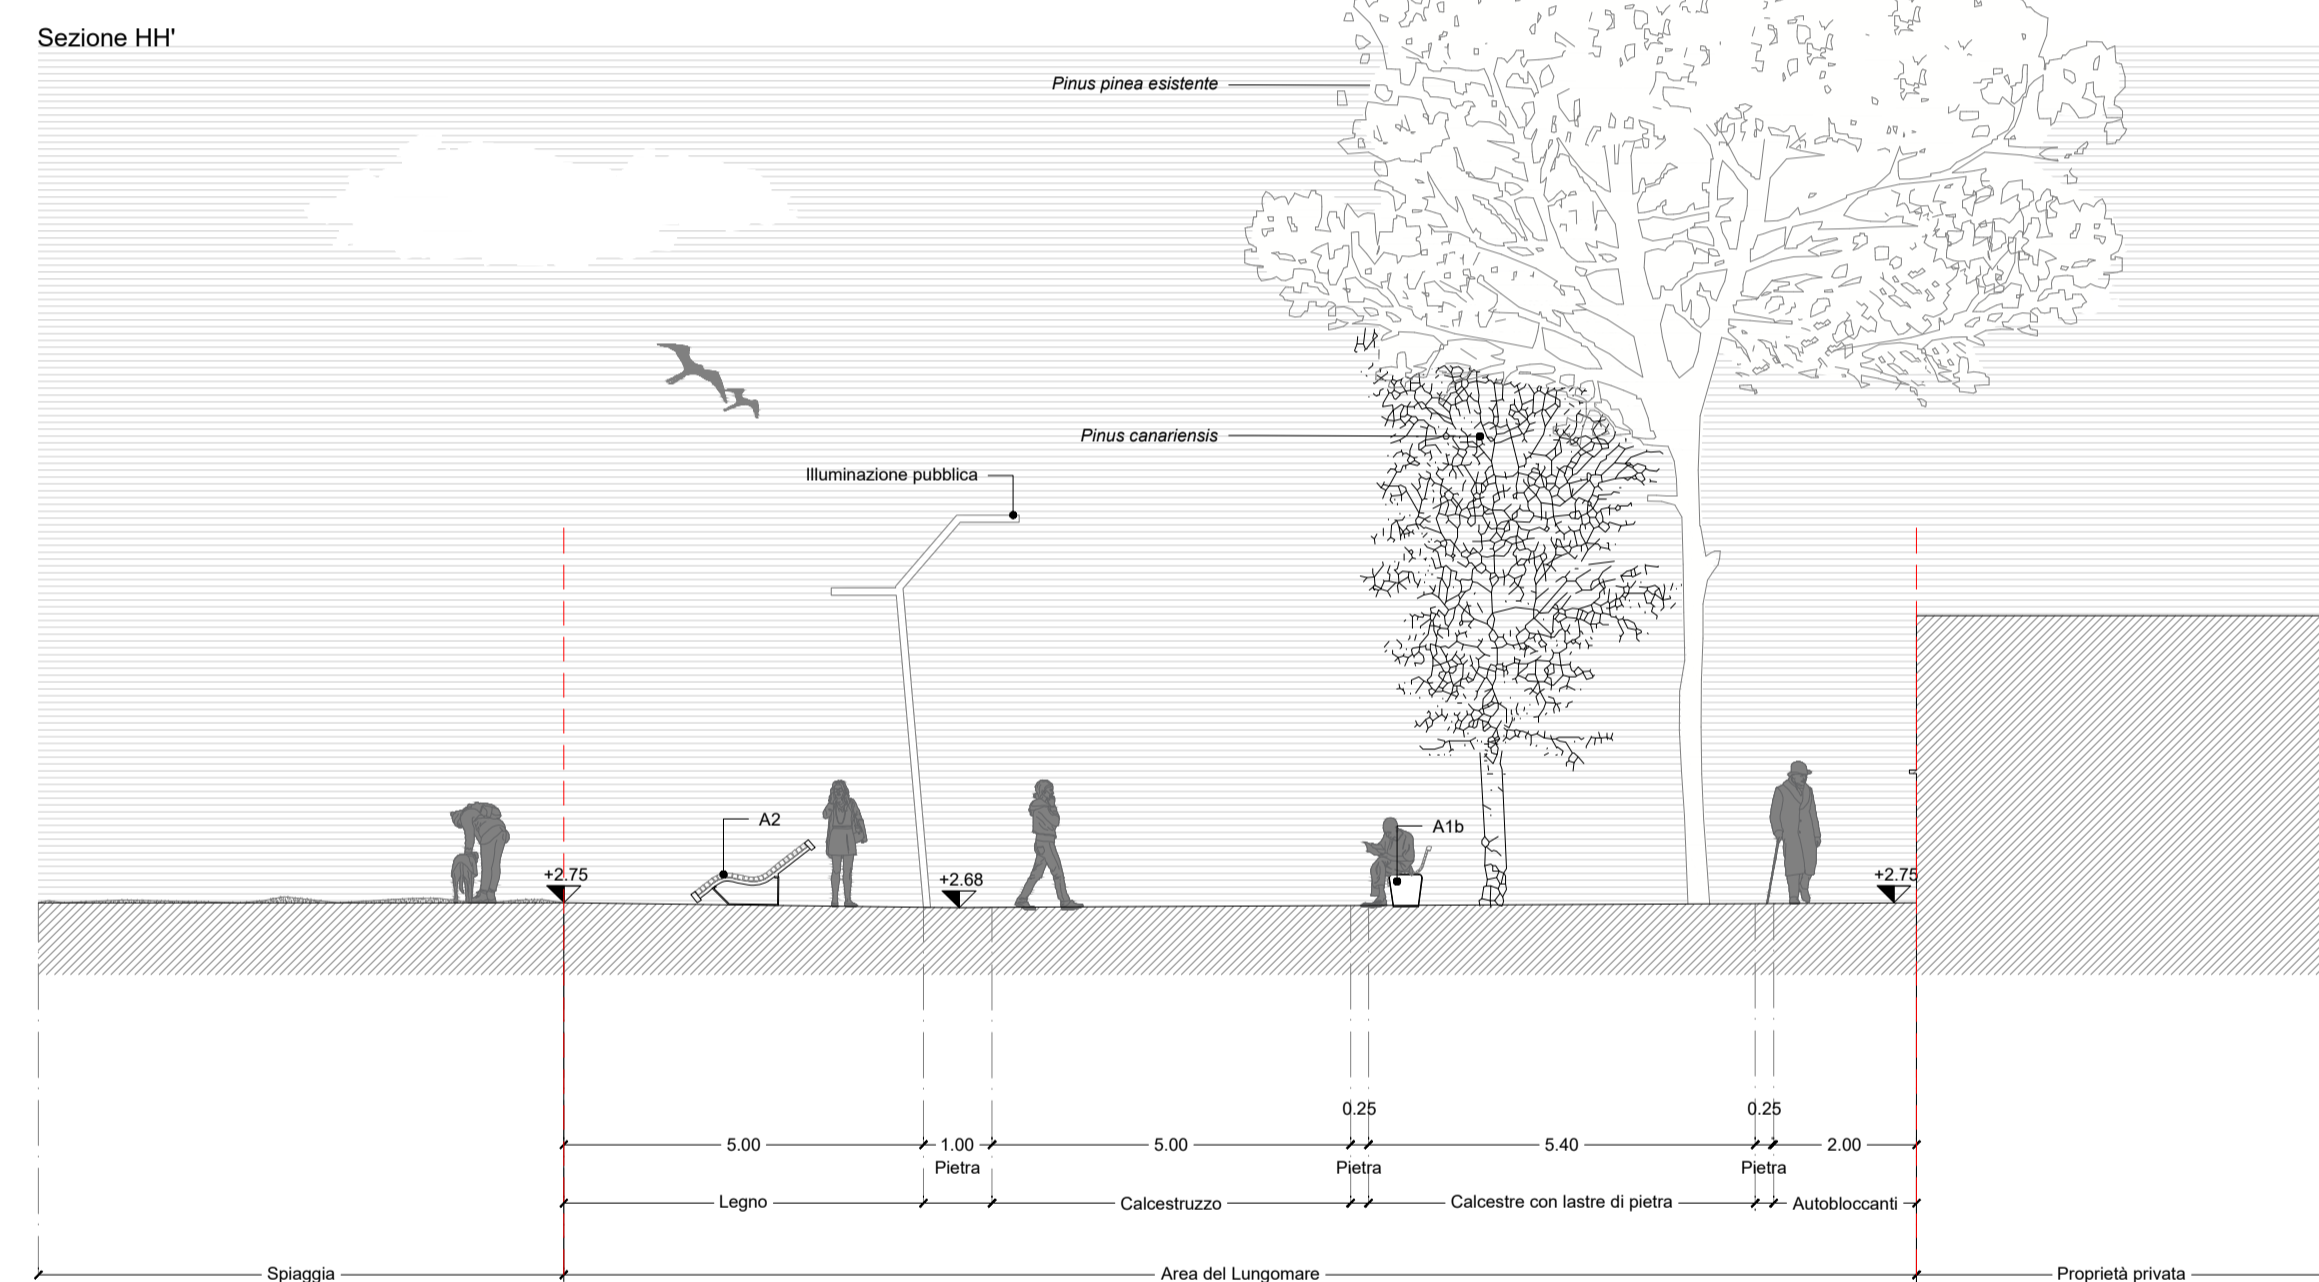 Sezione HH'
Pinus pinea esistente
Pinus canariensis
Illuminazione pubblica
A2
A1b
+2.75
+2.68
+2.75
0.25
0.25
5.00
1.00
5.00
5.40
2.00
Pietra
Pietra
Pietra
Legno
Calcestruzzo
Calcestre con lastre di pietra
Autobloccanti
Spiaggia
Area del Lungomare
Proprietà privata